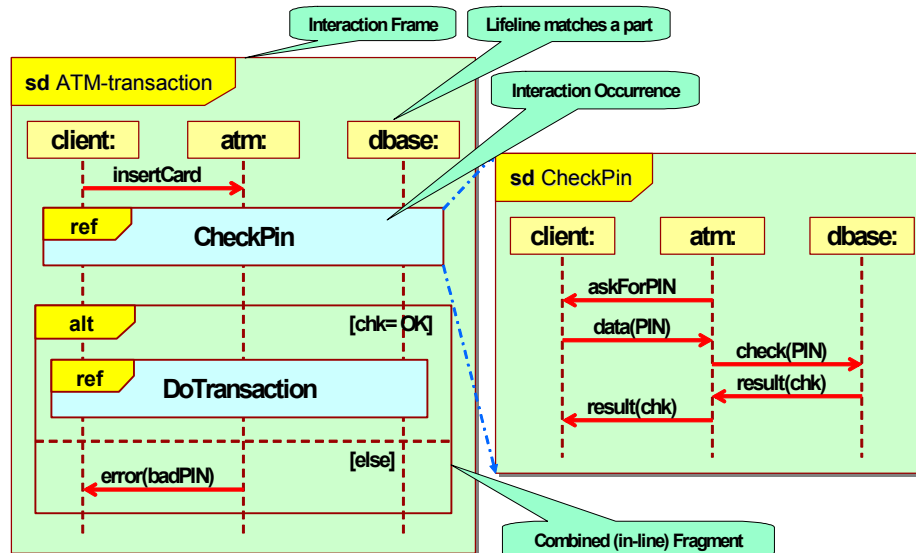 Interaction Frame
Lifeline matches a part
sd ATM-transaction
Interaction Occurrence
client:
atm:
dbase:
insertCard
ref
CheckPin
alt
[chk= OK]
ref
DoTransaction
[else]
error(badPIN)
sd CheckPin
client:
atm:
dbase:
askForPIN
data(PIN)
check(PIN)
result(chk)
result(chk)
Combined (in-line) Fragment